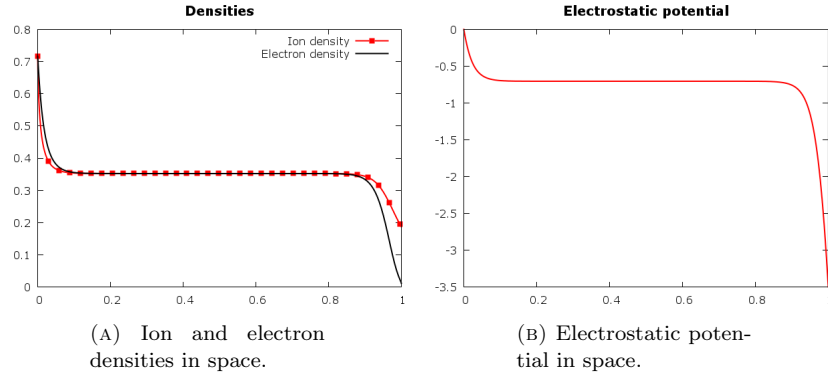 Densities
Ion density
Electron density
0.8
0.7
0.6
0.5
0.4
0.3
0.2
0.1
0
0 0.2 0.4 0.6 0.8 1
(A) Ion and electron
densities in space.
Electrostatic potential
0
-0.5
-1
-1.5
-2
-2.5
-3
-3.5
0 0.2 0.4 0.6 0.8
(B) Electrostatic poten-
tial in space.